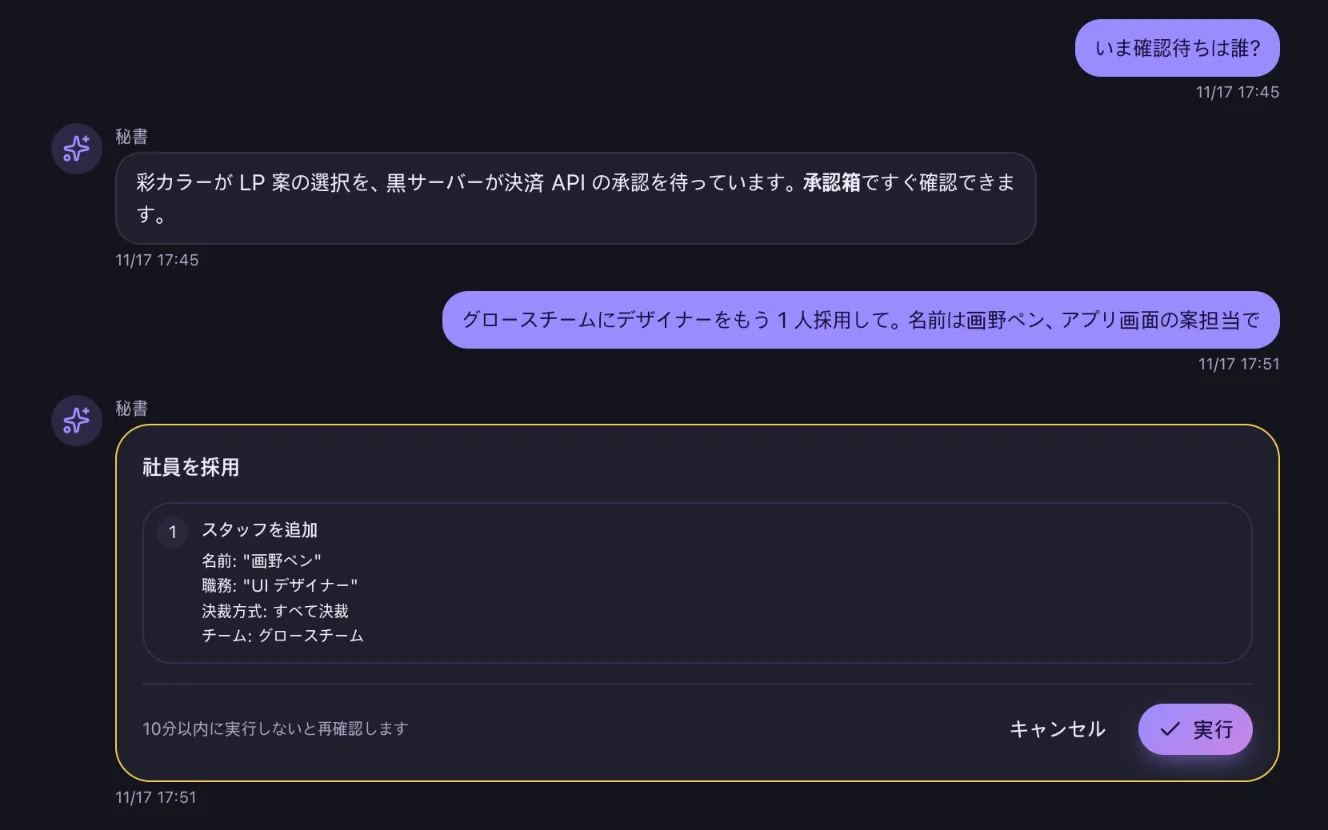 いま確認待ちは誰?
11/17 17:45
秘書
彩カラーが LP 案の選択を、黒サーバーが決済 API の承認を待っています。承認箱ですぐ確認できま
す。
11/17 17:45
グロースチームにデザイナーをもう 1 人採用して。名前は画野ペン、アプリ画面の案担当で
11/17 17:51
秘書
社員を採用
1 スタッフを追加
名前: "画野ペン"
職務: "UI デザイナー"
決裁方式: すべて決裁
チーム: グロースチーム
10分以内に実行しないと再確認します
キャンセル
実行
11/17 17:51